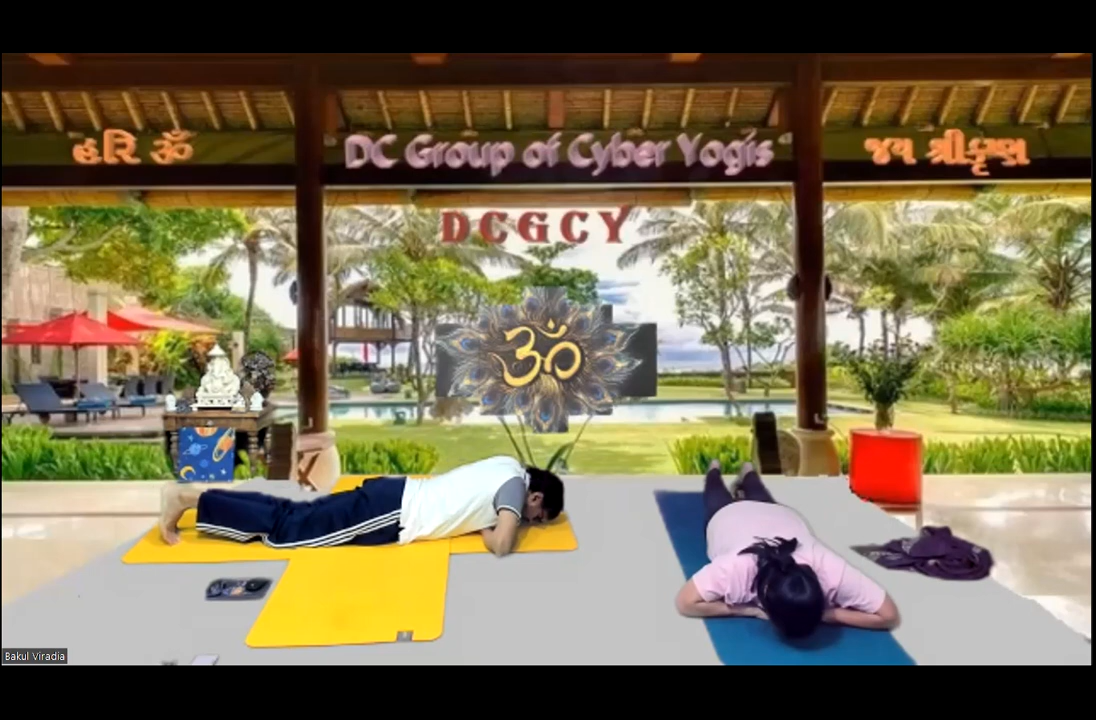 હરિ ૐ
DC Group of Cyber Yogis
જય શ્રીકૃષ્ણ
DCGCY
ॐ
Bakul Viradia